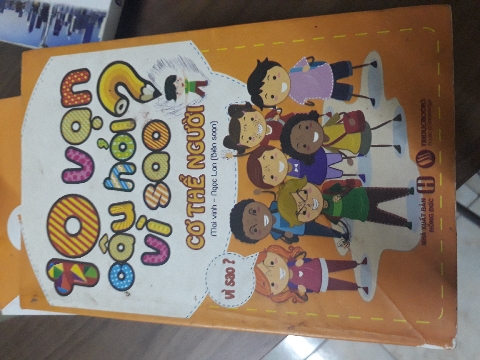 10 vạn
câu hỏi
vì sao ?
CƠ THỂ NGƯỜI
Mai Vinh - Ngọc Lan (Biên soạn)
vì sao ?
NHÀ XUẤT BẢN
HỒNG ĐỨC